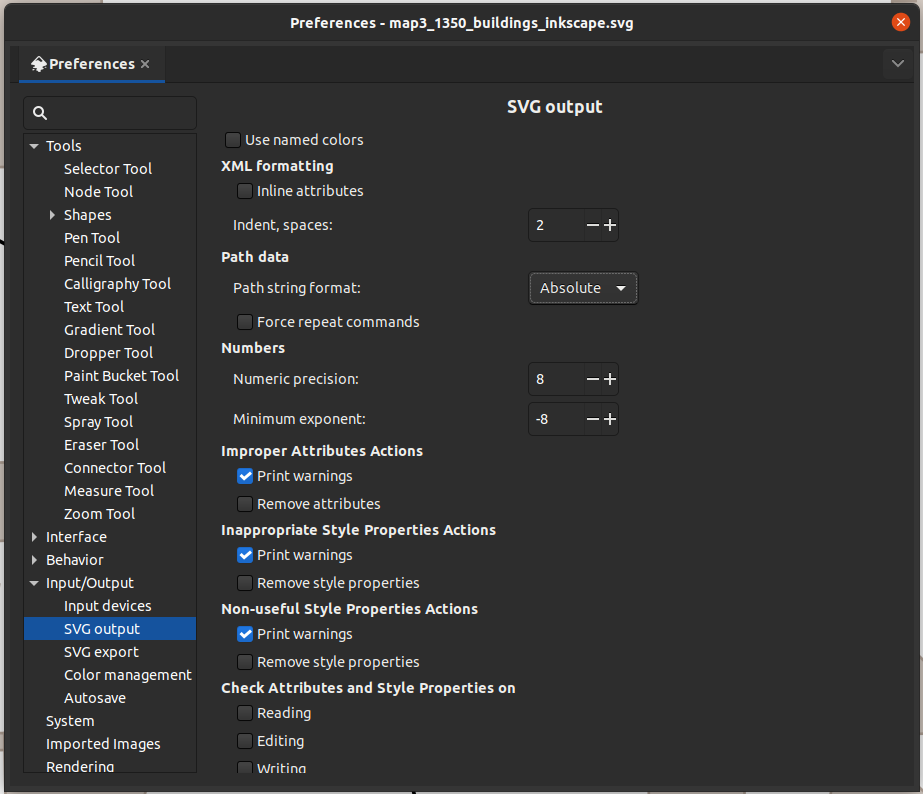 Preferences - map3_1350_buildings_inkscape.svg
Preferences
SVG output
Tools
Selector Tool
Node Tool
Shapes
Pen Tool
Pencil Tool
Calligraphy Tool
Text Tool
Gradient Tool
Dropper Tool
Paint Bucket Tool
Tweak Tool
Spray Tool
Eraser Tool
Connector Tool
Measure Tool
Zoom Tool
Interface
Behavior
Input/Output
Input devices
SVG output
SVG export
Color management
Autosave
System
Imported Images
Rendering
Use named colors
XML formatting
Inline attributes
Indent, spaces: 2
Path data
Path string format: Absolute
Force repeat commands
Numbers
Numeric precision: 8
Minimum exponent: -8
Improper Attributes Actions
Print warnings
Remove attributes
Inappropriate Style Properties Actions
Print warnings
Remove style properties
Non-useful Style Properties Actions
Print warnings
Remove style properties
Check Attributes and Style Properties on
Reading
Editing
Writing